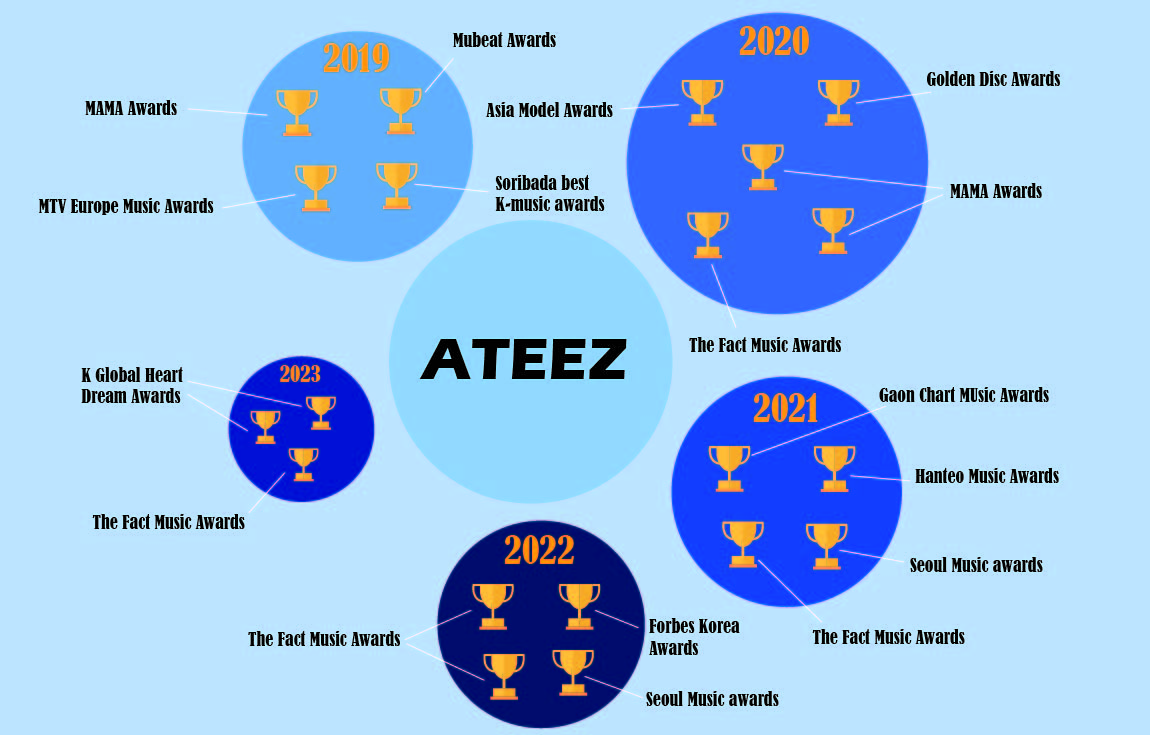 2019
Mubeat Awards
MAMA Awards
MTV Europe Music Awards
Soribada best
K-music awards
2020
Asia Model Awards
Golden Disc Awards
MAMA Awards
The Fact Music Awards
ATEEZ
2023
K Global Heart
Dream Awards
The Fact Music Awards
2021
Gaon Chart MUsic Awards
Hanteo Music Awards
Seoul Music awards
The Fact Music Awards
2022
The Fact Music Awards
Forbes Korea
Awards
Seoul Music awards